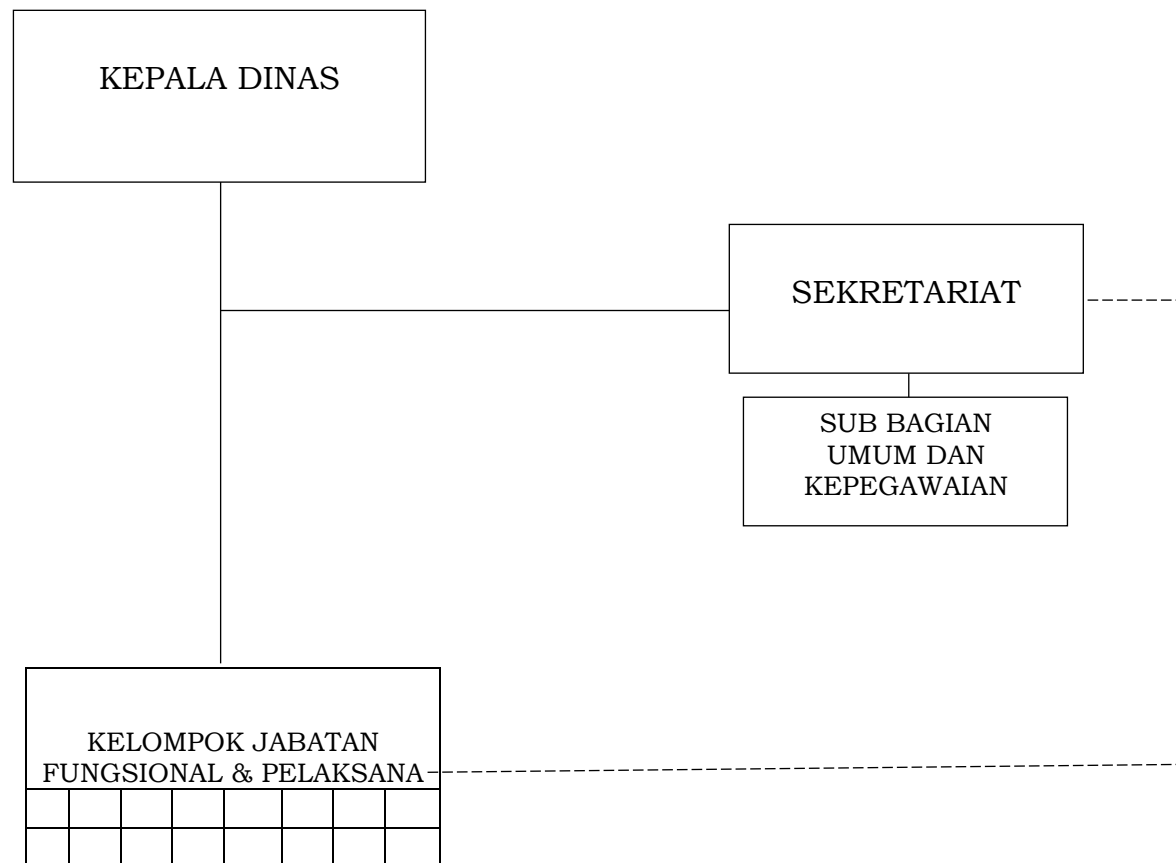 KEPALA DINAS
SEKRETARIAT
SUB BAGIAN
UMUM DAN
KEPEGAWAIAN
KELOMPOK JABATAN
FUNGSIONAL & PELAKSANA